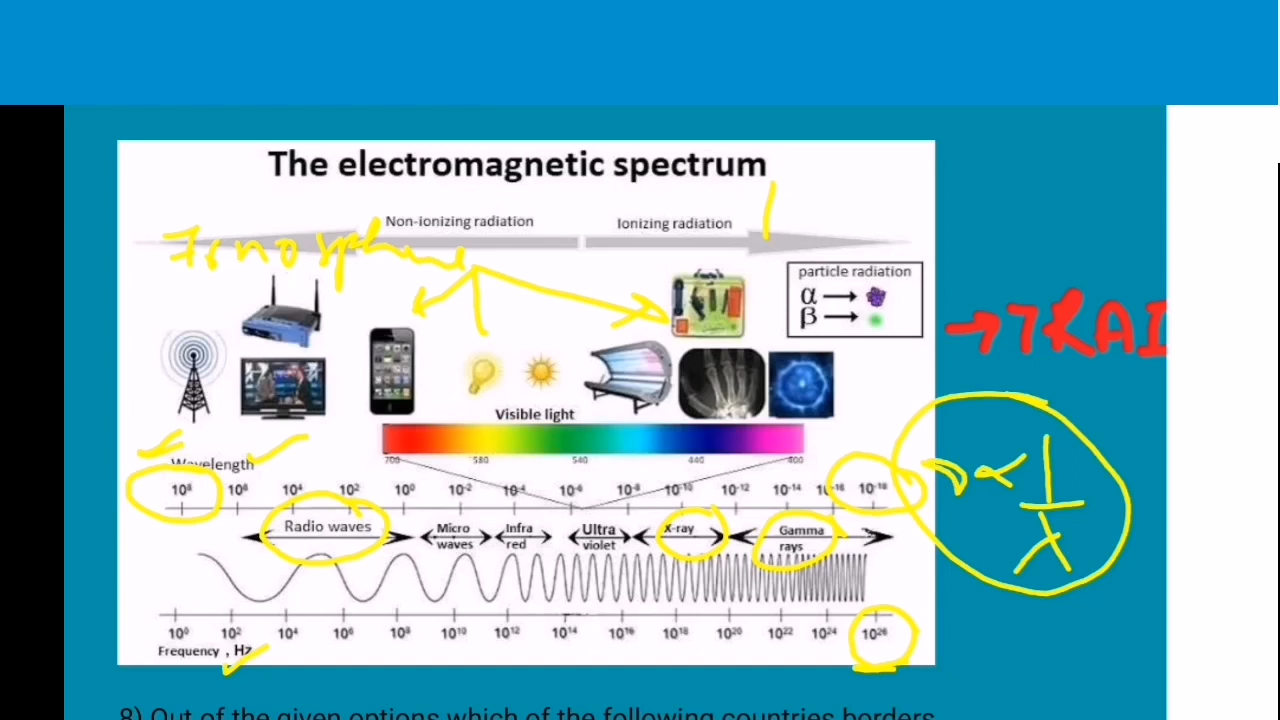 The electromagnetic spectrum
Non-ionizing radiation
Ionizing radiation
particle radiation
α
β
→7RAI
Visible light
700 580 540 440 400
Wavelength
10⁸ 10⁶ 10⁴ 10² 10⁰ 10⁻² 10⁻⁴ 10⁻⁶ 10⁻⁸ 10⁻¹⁰ 10⁻¹² 10⁻¹⁴ 10⁻¹⁶ 10⁻¹⁸
Radio waves
Micro waves
Infra red
Ultra violet
X-ray
Gamma rays
10⁰ 10² 10⁴ 10⁶ 10⁸ 10¹⁰ 10¹² 10¹⁴ 10¹⁶ 10¹⁸ 10²⁰ 10²² 10²⁴ 10²⁶
Frequency , Hz
8) Out of the given options which of the following countries borders